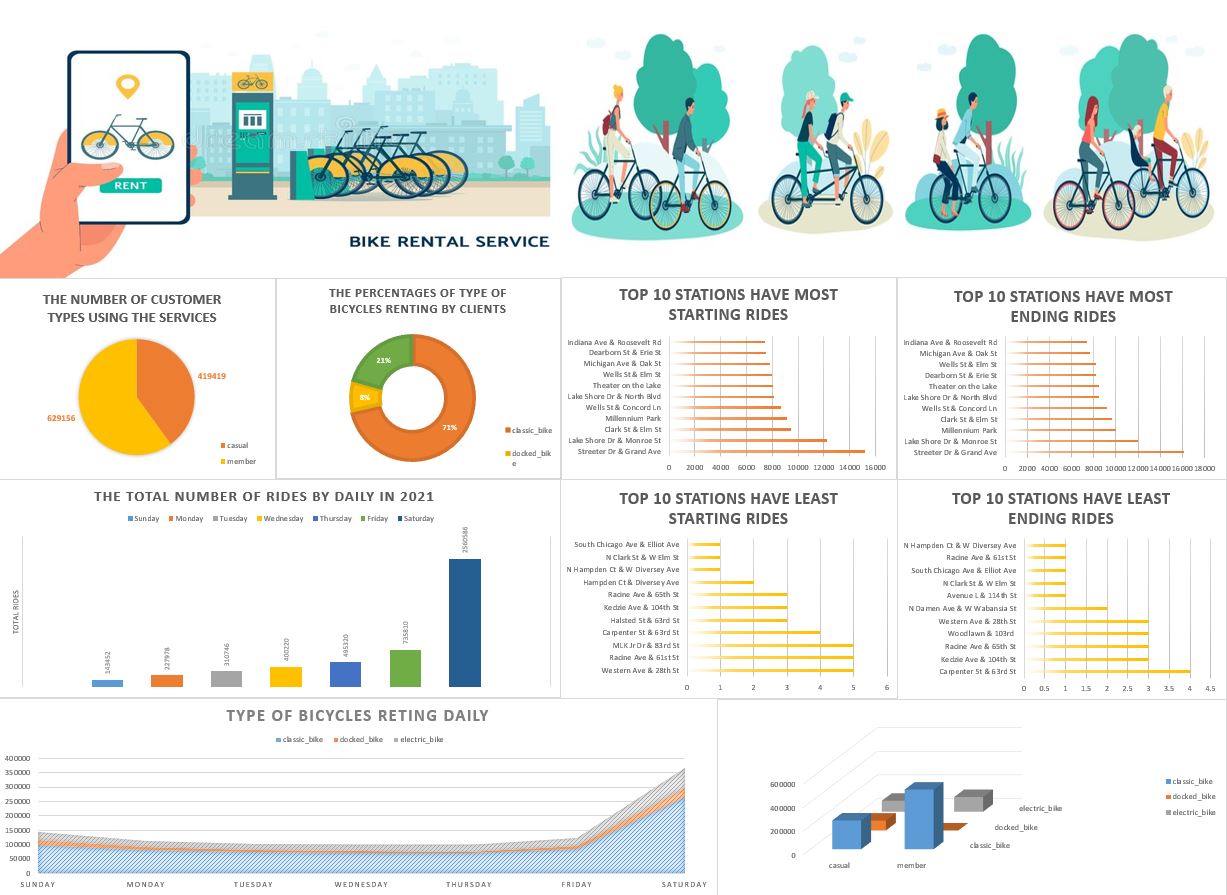 RENT
BIKE RENTAL SERVICE
THE NUMBER OF CUSTOMER
TYPES USING THE SERVICES
419419
629156
casual
member
THE PERCENTAGES OF TYPE OF
BICYCLES RENTING BY CLIENTS
21%
8%
71%
classic_bike
docked_bik
e
TOP 10 STATIONS HAVE MOST
STARTING RIDES
Indiana Ave & Roosevelt Rd
Dearborn St & Erie St
Michigan Ave & Oak St
Wells St & Elm St
Theater on the Lake
Lake Shore Dr & North Blvd
Wells St & Concord Ln
Millennium Park
Clark St & Elm St
Lake Shore Dr & Monroe St
Streeter Dr & Grand Ave
0 2000 4000 6000 8000 10000 12000 14000 16000
TOP 10 STATIONS HAVE MOST
ENDING RIDES
Indiana Ave & Roosevelt Rd
Michigan Ave & Oak St
Wells St & Elm St
Dearborn St & Erie St
Theater on the Lake
Lake Shore Dr & North Blvd
Wells St & Concord Ln
Clark St & Elm St
Millennium Park
Lake Shore Dr & Monroe St
Streeter Dr & Grand Ave
0 2000 4000 6000 8000 10000 12000 14000 16000 18000
THE TOTAL NUMBER OF RIDES BY DAILY IN 2021
Sunday Monday Tuesday Wednesday Thursday Friday Saturday
TOTAL RIDES
143452
227978
310746
400220
495320
735810
2560586
TOP 10 STATIONS HAVE LEAST
STARTING RIDES
South Chicago Ave & Elliot Ave
N Clark St & W Elm St
N Hampden Ct & W Diversey Ave
Hampden Ct & Diversey Ave
Racine Ave & 65th St
Kedzie Ave & 104th St
Halsted St & 63rd St
Carpenter St & 63rd St
MLK Jr Dr & 83rd St
Racine Ave & 61st St
Western Ave & 28th St
0 1 2 3 4 5 6
TOP 10 STATIONS HAVE LEAST
ENDING RIDES
N Hampden Ct & W Diversey Ave
Racine Ave & 61st St
South Chicago Ave & Elliot Ave
N Clark St & W Elm St
Avenue L & 114th St
N Damen Ave & W Wabansia St
Western Ave & 28th St
Woodlawn & 103rd
Racine Ave & 65th St
Kedzie Ave & 104th St
Carpenter St & 63rd St
0 0.5 1 1.5 2 2.5 3 3.5 4 4.5
TYPE OF BICYCLES RETING DAILY
classic_bike docked_bike electric_bike
400000
350000
300000
250000
200000
150000
100000
50000
0
SUNDAY MONDAY TUESDAY WEDNESDAY THURSDAY FRIDAY SATURDAY
600000
400000
200000
0
casual member
electric_bike
docked_bike
classic_bike
classic_bike
docked_bike
electric_bike